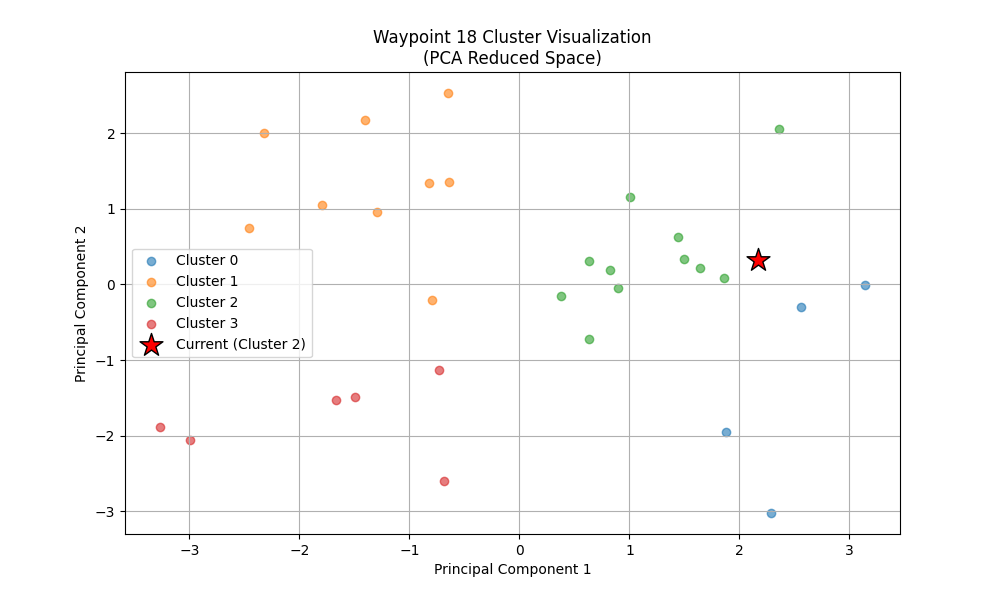 Waypoint 18 Cluster Visualization
(PCA Reduced Space)
Principal Component 2
2
1
0
−1
−2
−3
Cluster 0
Cluster 1
Cluster 2
Cluster 3
Current (Cluster 2)
−3
−2
−1
0
1
2
3
Principal Component 1